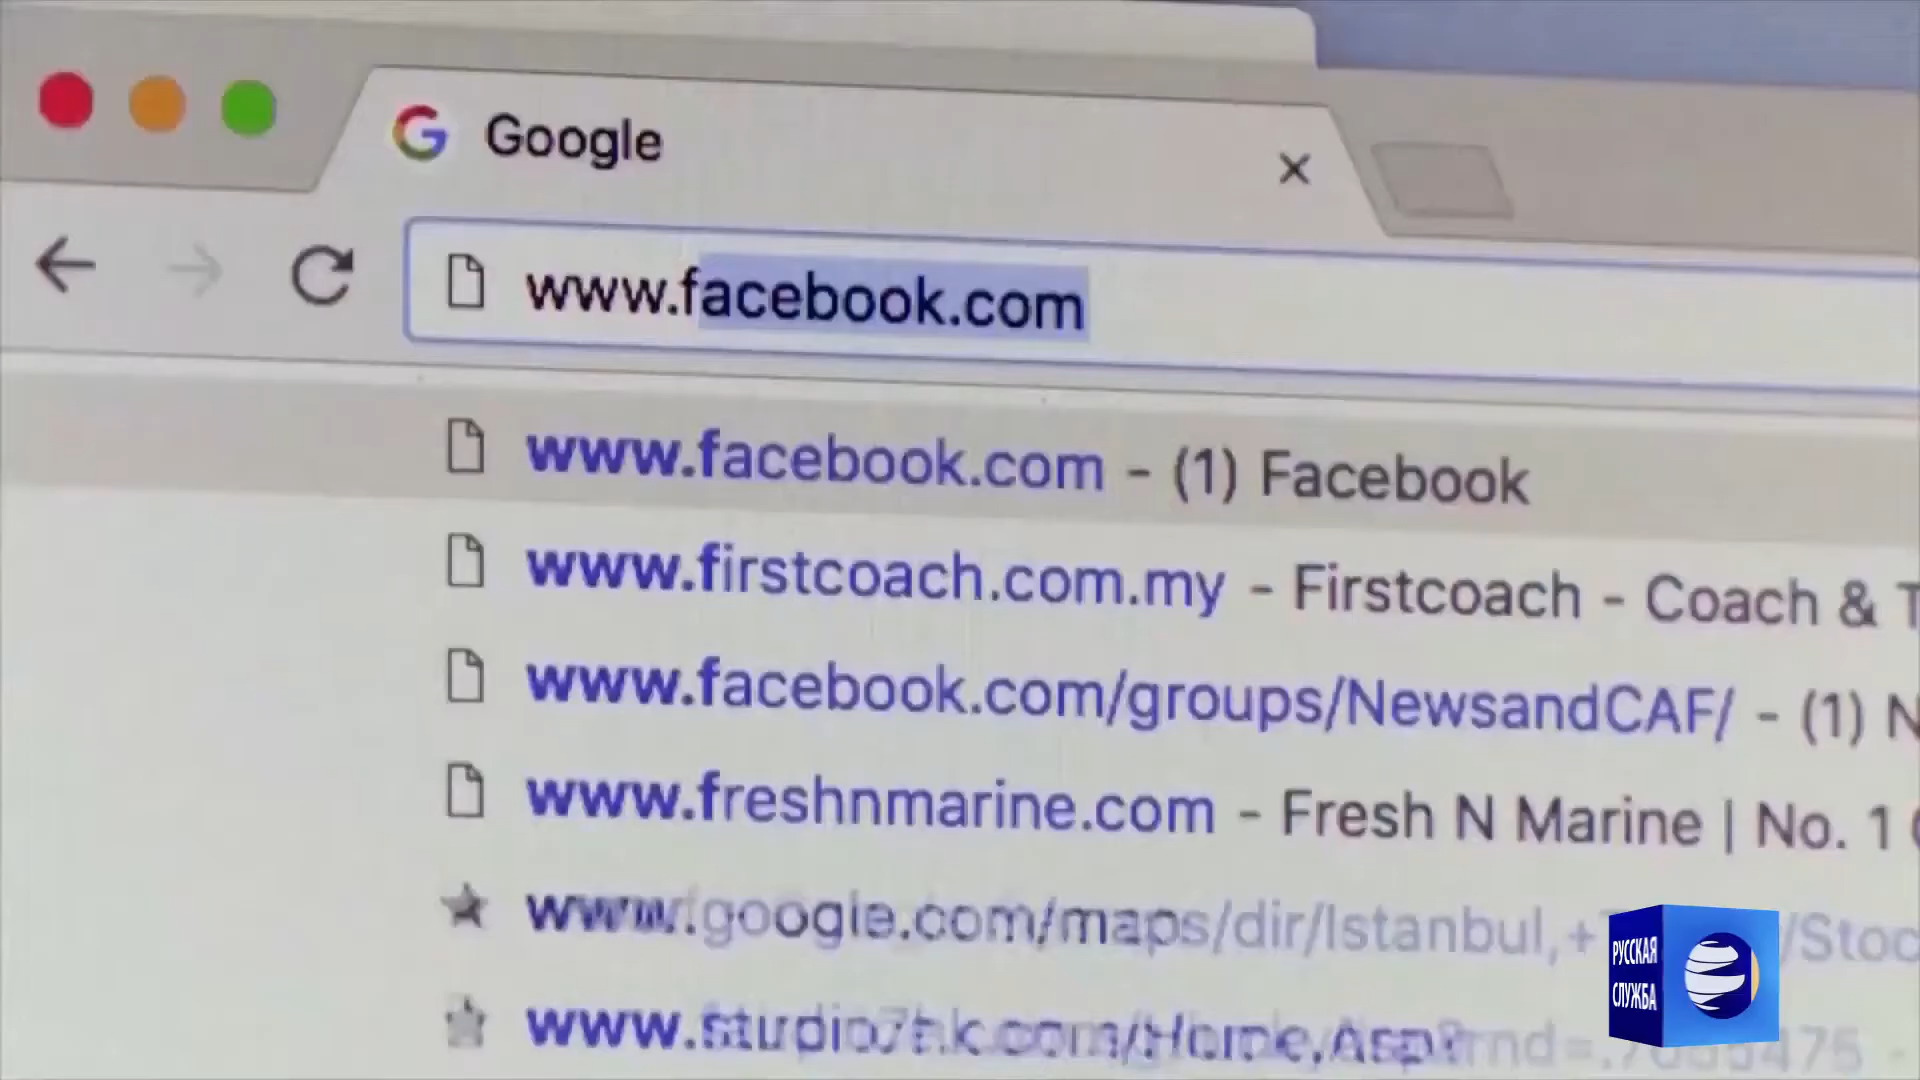 Google
www.facebook.com
www.facebook.com - (1) Facebook
www.firstcoach.com.my - Firstcoach - Coach & T
www.facebook.com/groups/NewsandCAF/ - (1) N
www.freshnmarine.com - Fresh N Marine | No. 1
www.google.com/maps/dir/Istanbul,+ /Stoc
РУССКАЯ
СЛУЖБА